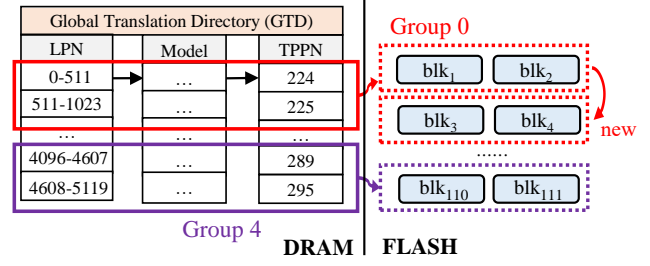 Global Translation Directory (GTD)
LPN Model TPPN
0-511 … 224
511-1023 … 225
… … …
4096-4607 … 289
4608-5119 … 295
Group 4
DRAM
Group 0
blk1 blk2
blk3 blk4
new
......
blk110 blk111
FLASH